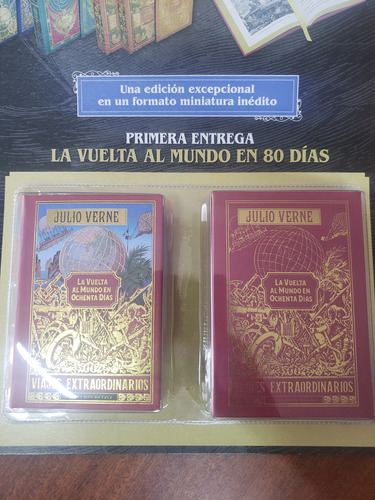 Una edición excepcional
en un formato miniatura inédito
PRIMERA ENTREGA
LA VUELTA AL MUNDO EN 80 DÍAS
JULIO VERNE
LA VUELTA
AL MUNDO EN
OCHENTA DÍAS
VIAJES EXTRAORDINARIOS
JULIO VERNE
LA VUELTA
AL MUNDO EN
OCHENTA DÍAS
EXTRAORDINARIOS